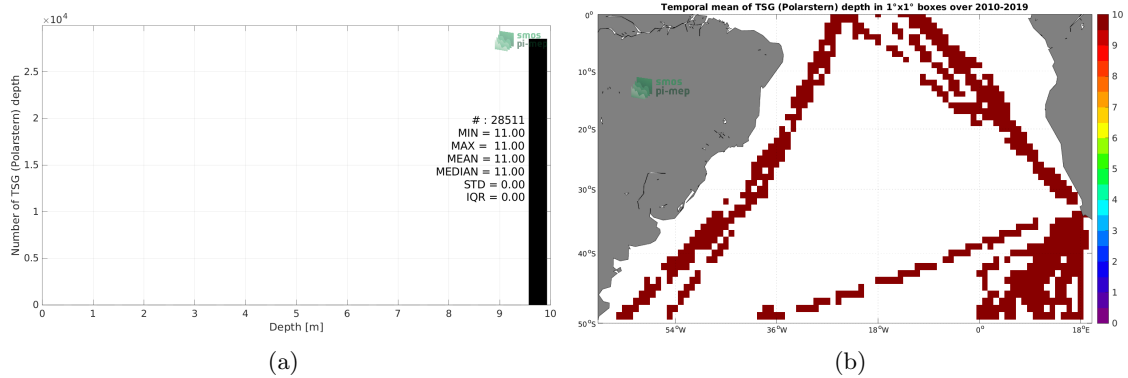 ×10⁴
smos
pi-mep
2.5
2
1.5
1
0.5
0
Number of TSG (Polarstern) depth
# : 28511
MIN = 11.00
MAX = 11.00
MEAN = 11.00
MEDIAN = 11.00
STD = 0.00
IQR = 0.00
0 1 2 3 4 5 6 7 8 9 10
Depth [m]
(a)
Temporal mean of TSG (Polarstern) depth in 1°x1° boxes over 2010-2019
smos
pi-mep
0°
10°S
20°S
30°S
40°S
50°S
54°W 36°W 18°W 0° 18°E
10
9
8
7
6
5
4
3
2
1
0
(b)